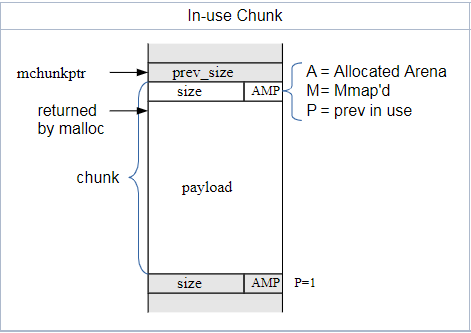 In-use Chunk
mchunkptr
prev_size
size
AMP
A = Allocated Arena
M= Mmap'd
P = prev in use
returned
by malloc
chunk
payload
size
AMP
P=1